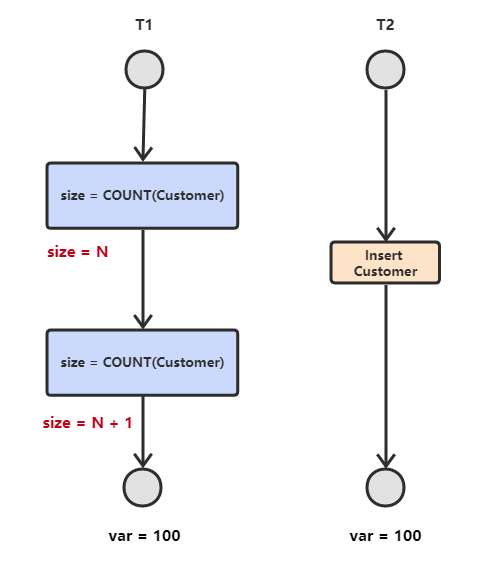 T1
T2
size = COUNT(Customer)
size = N
Insert
Customer
size = COUNT(Customer)
size = N + 1
var = 100
var = 100